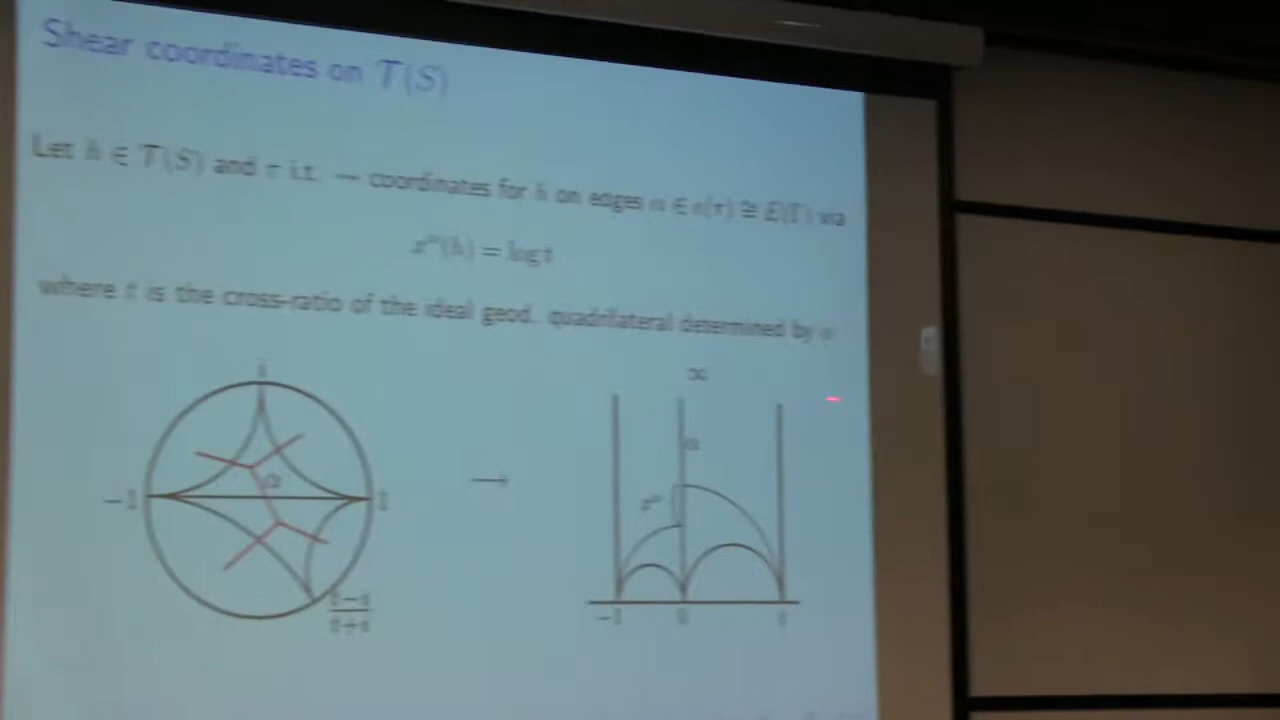 Shear coordinates on T(S)
Let h ∈ T(S) and τ i.t. — coordinates for h on edges α ∈ e(τ) ≅ E(Γ) via
x^α(h) = log t
where t is the cross-ratio of the ideal geod. quadrilateral determined by α
i
∞
α
α
-1
1
→
x^α
-1
0
t